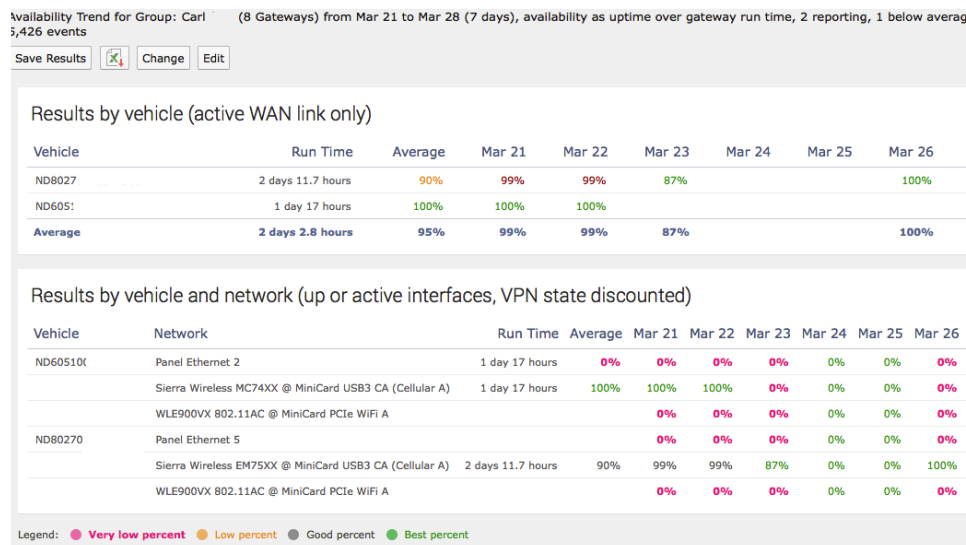 Availability Trend for Group: Carl (8 Gateways) from Mar 21 to Mar 28 (7 days), availability as uptime over gateway run time, 2 reporting, 1 below averag
5,426 events
Save Results Change Edit
Results by vehicle (active WAN link only)
Vehicle Run Time Average Mar 21 Mar 22 Mar 23 Mar 24 Mar 25 Mar 26
ND8027 2 days 11.7 hours 90% 99% 99% 87% 100%
ND605 1 day 17 hours 100% 100% 100%
Average 2 days 2.8 hours 95% 99% 99% 87% 100%
Results by vehicle and network (up or active interfaces, VPN state discounted)
Vehicle Network Run Time Average Mar 21 Mar 22 Mar 23 Mar 24 Mar 25 Mar 26
ND60510 Panel Ethernet 2 1 day 17 hours 0% 0% 0% 0% 0% 0% 0%
Sierra Wireless MC74XX @ MiniCard USB3 CA (Cellular A) 1 day 17 hours 100% 100% 100% 0% 0% 0% 0%
WLE900VX 802.11AC @ MiniCard PCIe WiFi A 0% 0% 0% 0% 0% 0%
ND80270 Panel Ethernet 5 0% 0% 0% 0% 0% 0%
Sierra Wireless EM75XX @ MiniCard USB3 CA (Cellular A) 2 days 11.7 hours 90% 99% 99% 87% 0% 0% 100%
WLE900VX 802.11AC @ MiniCard PCIe WiFi A 0% 0% 0% 0% 0% 0%
Legend: Very low percent Low percent Good percent Best percent